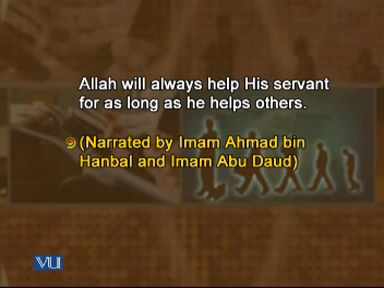 Allah will always help His servant
for as long as he helps others.
(Narrated by Imam Ahmad bin
Hanbal and Imam Abu Daud)
VU